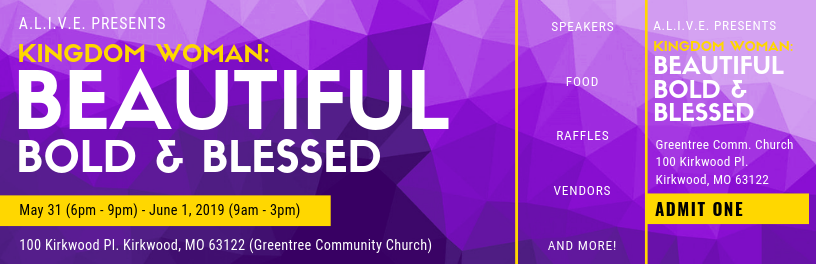 A.L.I.V.E. PRESENTS
KINGDOM WOMAN:
BEAUTIFUL
BOLD & BLESSED
May 31 (6pm - 9pm) - June 1, 2019 (9am - 3pm)
100 Kirkwood Pl. Kirkwood, MO 63122 (Greentree Community Church)
SPEAKERS
FOOD
RAFFLES
VENDORS
AND MORE!
A.L.I.V.E. PRESENTS
KINGDOM WOMAN:
BEAUTIFUL
BOLD &
BLESSED
Greentree Comm. Church
100 Kirkwood Pl.
Kirkwood, MO 63122
ADMIT ONE